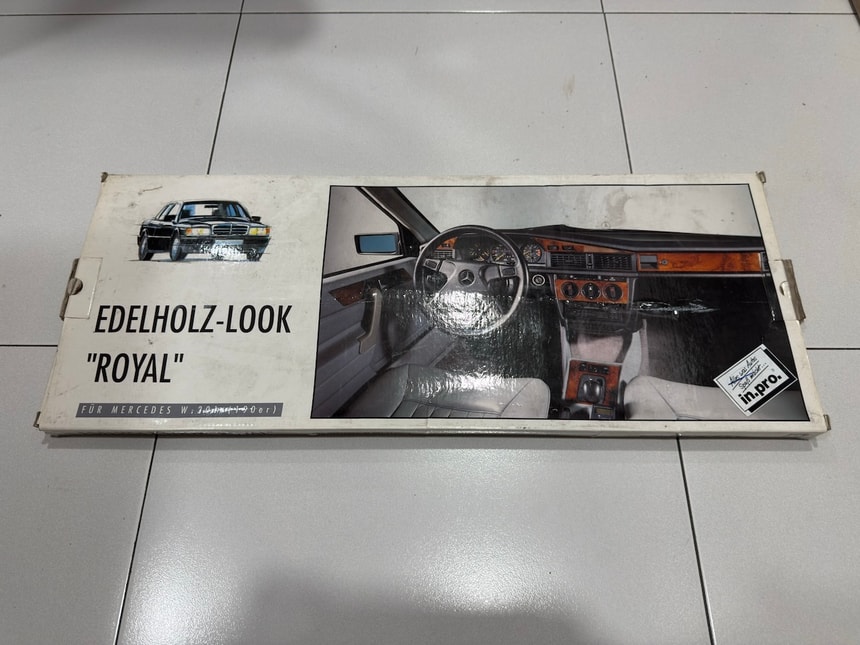 EDELHOLZ-LOOK
"ROYAL"
FÜR MERCEDES
in.pro.